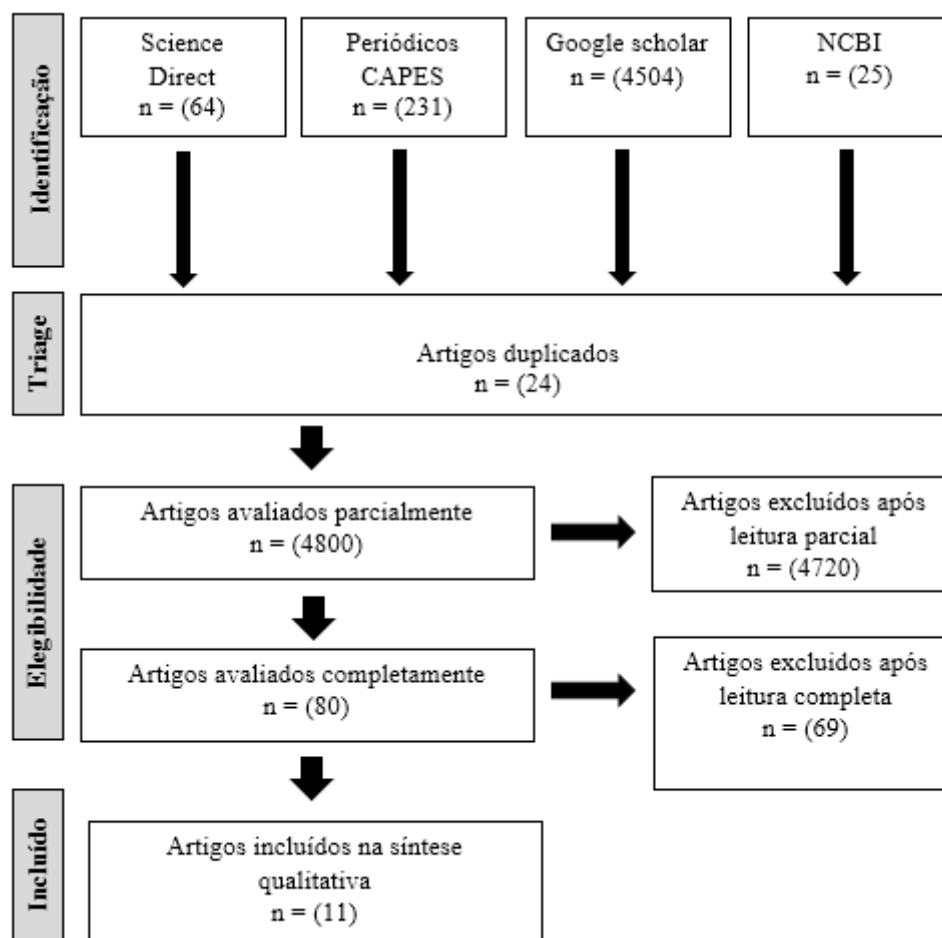 Identificação
Science
Direct
n = (64)
Periódicos
CAPES
n = (231)
Google scholar
n = (4504)
NCBI
n = (25)
Triage
Artigos duplicados
n = (24)
Elegibilidade
Artigos avaliados parcialmente
n = (4800)
Artigos excluídos após
leitura parcial
n = (4720)
Artigos avaliados completamente
n = (80)
Artigos excluidos após
leitura completa
n = (69)
Incluído
Artigos incluídos na síntese
qualitativa
n = (11)